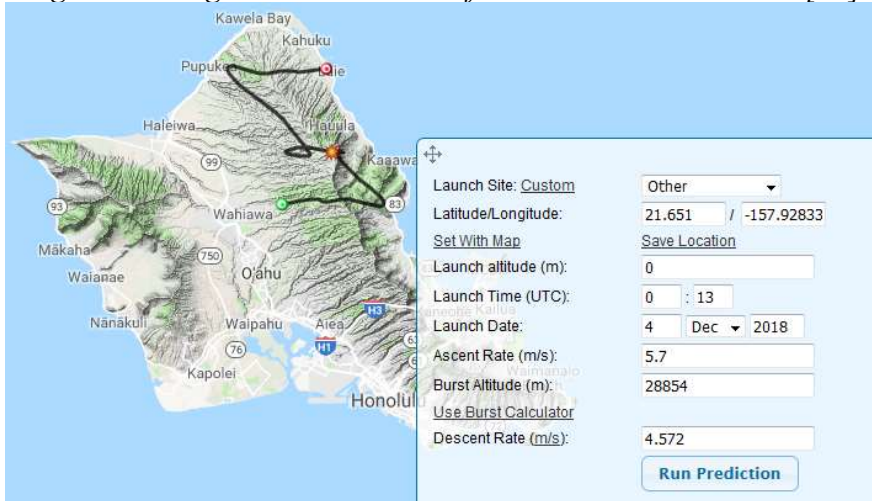 Kawela Bay
Kahuku
Pupukea
Laie
Haleiwa
Hauula
99
Kaaawa
83
93
Wahiawa
Mākaha
750
Waianae
O'ahu
H3
Kaneohe Kailua
Nānākuli
Waipahu
Aiea
H1
76
Waimanalo
Kapolei
Honolulu
Launch Site: Custom
Other
Latitude/Longitude:
21.651 / -157.92833
Set With Map
Save Location
Launch altitude (m):
0
Launch Time (UTC):
0 : 13
Launch Date:
4 Dec 2018
Ascent Rate (m/s):
5.7
Burst Altitude (m):
28854
Use Burst Calculator
Descent Rate (m/s):
4.572
Run Prediction